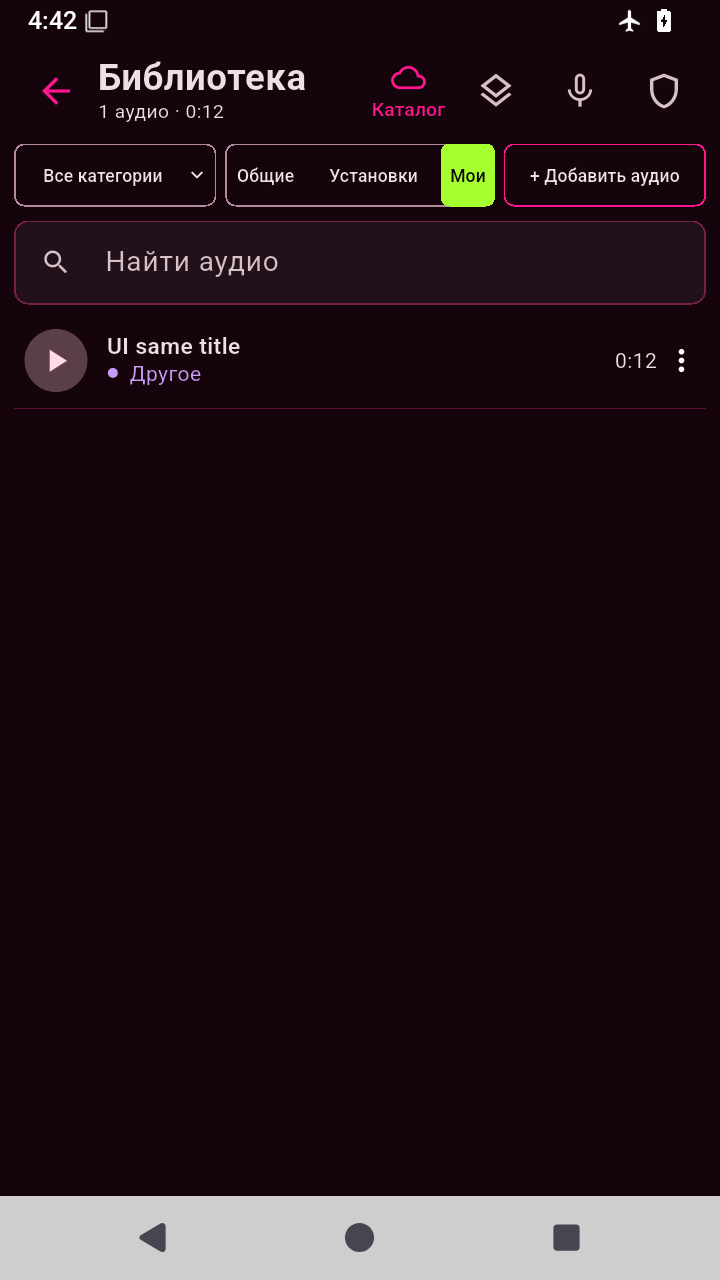 4:42
Библиотека
1 аудио · 0:12
Каталог
Все категории
Общие
Установки
Мои
+ Добавить аудио
Найти аудио
UI same title
Другое
0:12